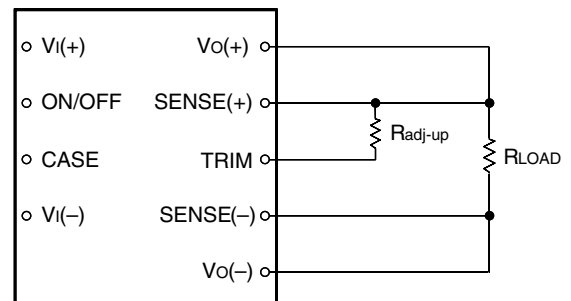 VI(+) VO(+)
ON/OFF SENSE(+)
Radj-up
CASE TRIM RLOAD
VI(–) SENSE(–)
VO(–)